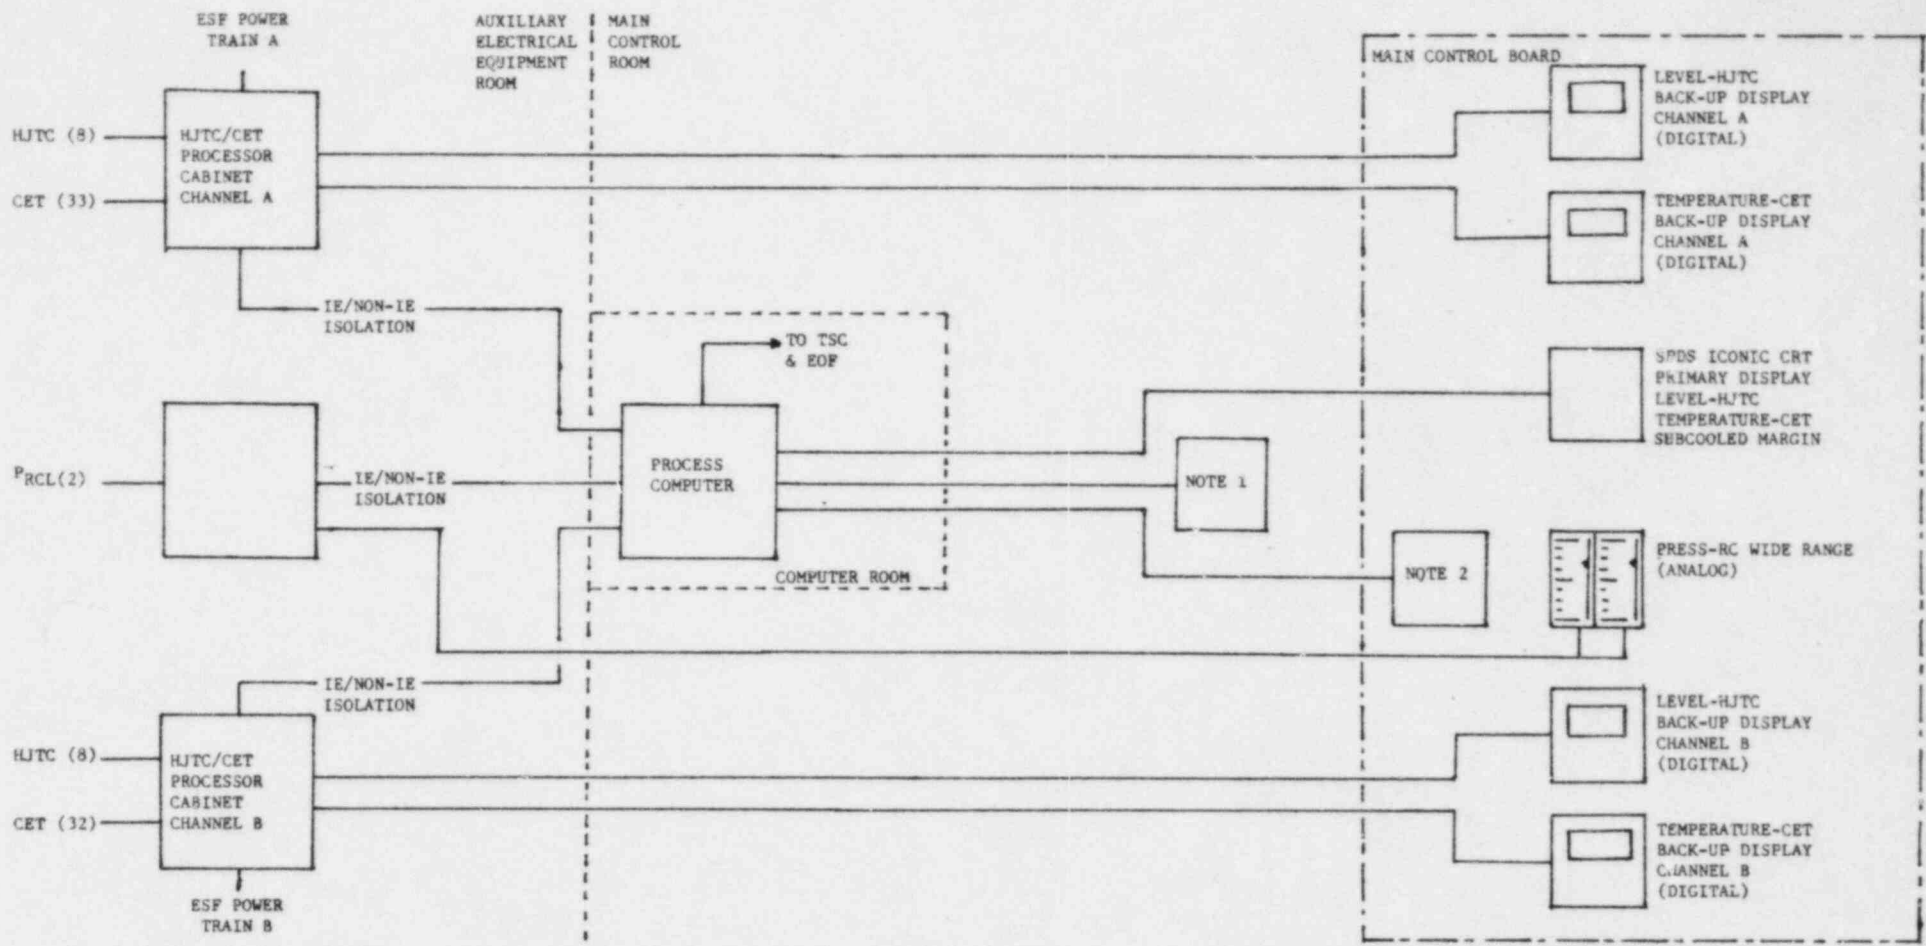 ESF POWER
TRAIN A
AUXILIARY
ELECTRICAL
EQUIPMENT
ROOM
MAIN
CONTROL
ROOM
MAIN CONTROL BOARD
HJTC (8)
CET (33)
HJTC/CET
PROCESSOR
CABINET
CHANNEL A
LEVEL-HJTC
BACK-UP DISPLAY
CHANNEL A
(DIGITAL)
TEMPERATURE-CET
BACK-UP DISPLAY
CHANNEL A
(DIGITAL)
IE/NON-IE
ISOLATION
TO TSC
& EOF
SPDS ICONIC CRT
PRIMARY DISPLAY
LEVEL-HJTC
TEMPERATURE-CET
SUBCOOLED MARGIN
PRCL(2)
IE/NON-IE
ISOLATION
PROCESS
COMPUTER
NOTE 1
COMPUTER ROOM
NOTE 2
PRESS-RC WIDE RANGE
(ANALOG)
IE/NON-IE
ISOLATION
HJTC (8)
CET (32)
HJTC/CET
PROCESSOR
CABINET
CHANNEL B
LEVEL-HJTC
BACK-UP DISPLAY
CHANNEL B
(DIGITAL)
TEMPERATURE-CET
BACK-UP DISPLAY
CHANNEL B
(DIGITAL)
ESF POWER
TRAIN B